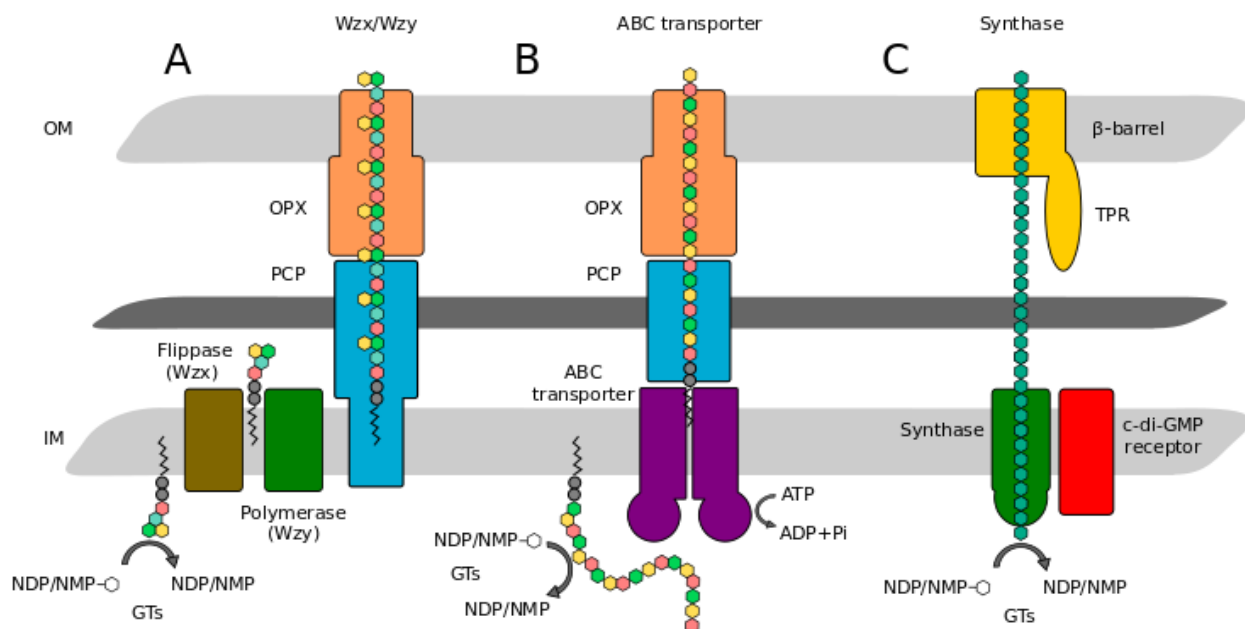 Wzx/Wzy
ABC transporter
Synthase
A
B
C
OM
β-barrel
OPX
OPX
TPR
PCP
PCP
Flippase
(Wzx)
ABC
transporter
IM
Synthase
c-di-GMP
receptor
Polymerase
(Wzy)
ATP
ADP+Pi
NDP/NMP
NDP/NMP
GTs
NDP/NMP
GTs
NDP/NMP
NDP/NMP
NDP/NMP
GTs